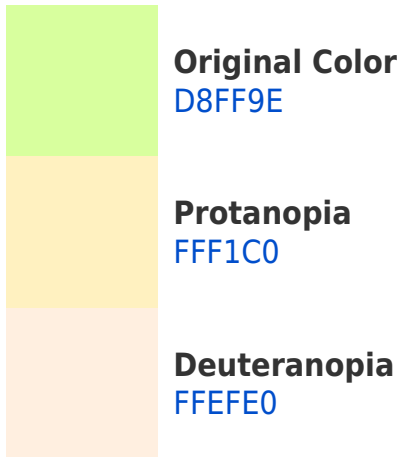 Original Color
D8FF9E
Protanopia
FFF1C0
Deuteranopia
FFEFE0